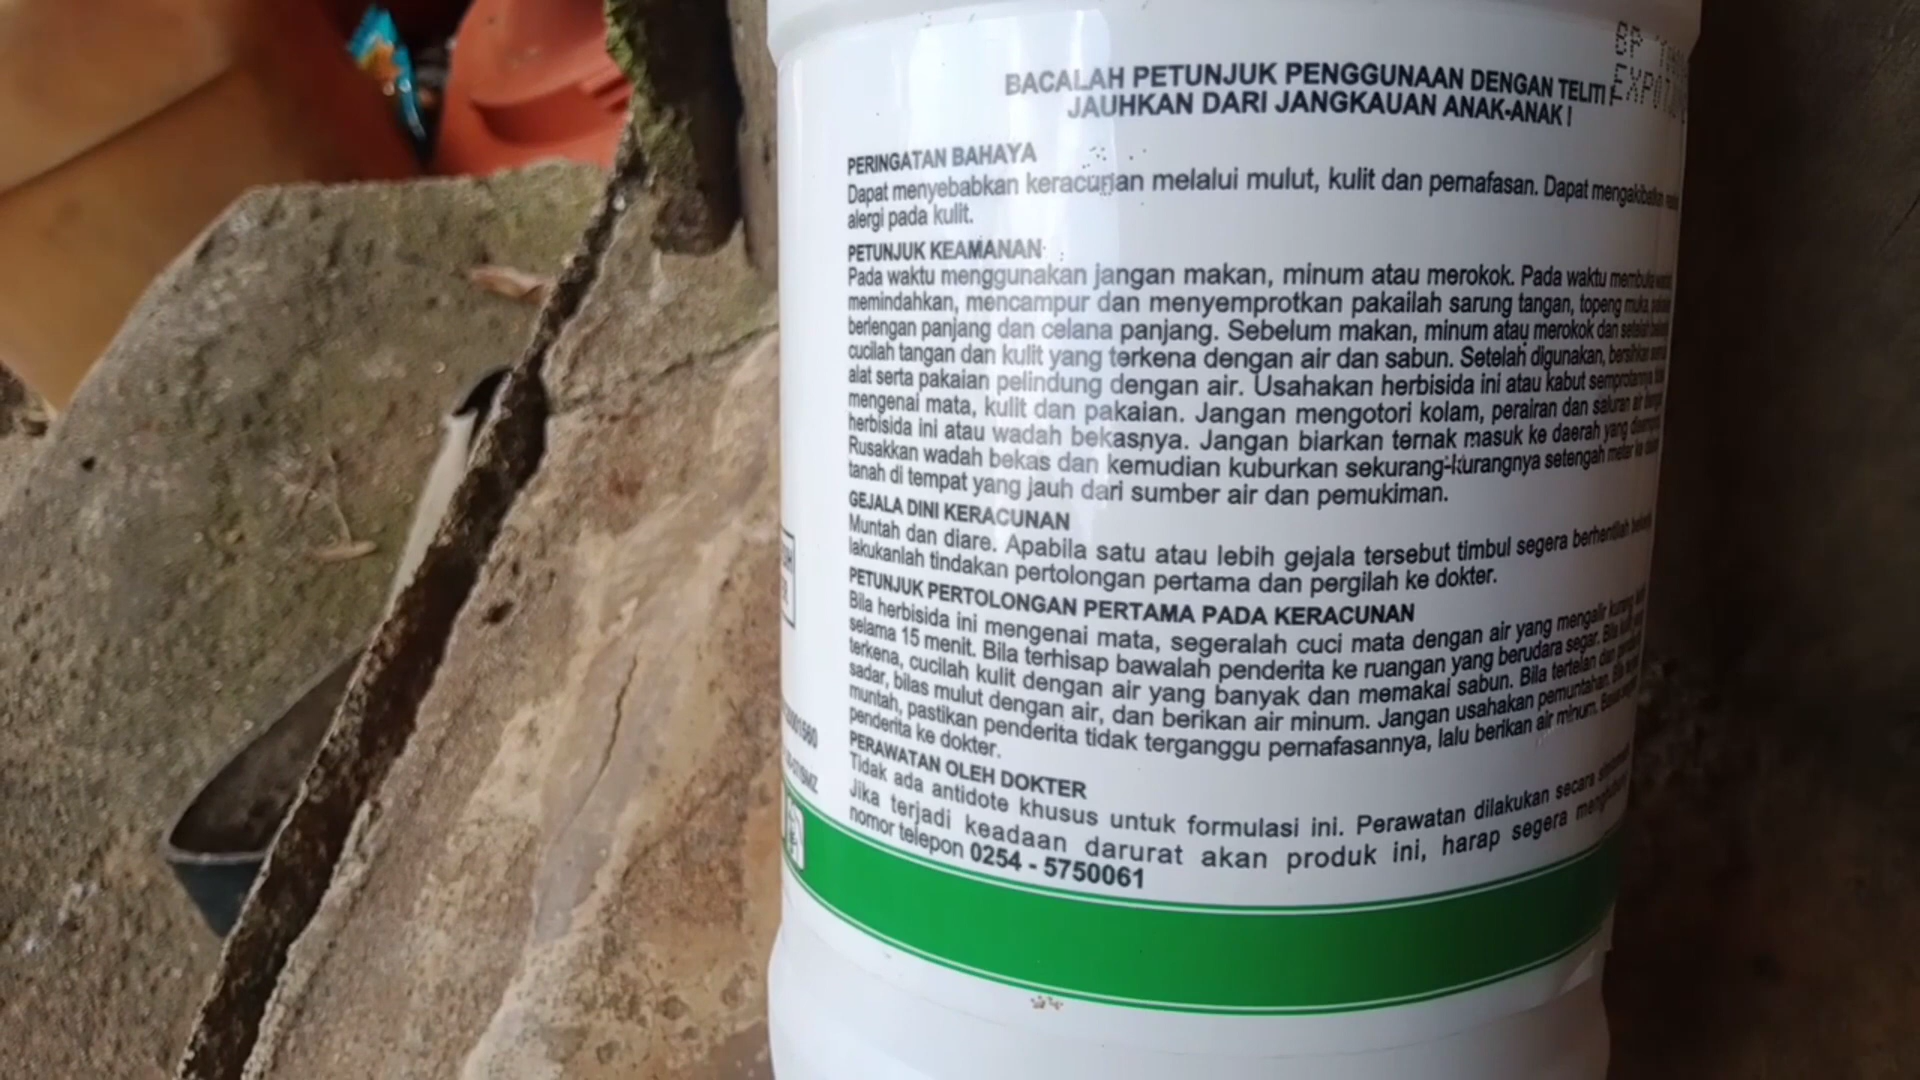 BACALAH PETUNJUK PENGGUNAAN DENGAN TELITI !
JAUHKAN DARI JANGKAUAN ANAK-ANAK !
BP
EXP07
PERINGATAN BAHAYA
Dapat menyebabkan keracunan melalui mulut, kulit dan pernafasan. Dapat mengakibatkan
alergi pada kulit.
PETUNJUK KEAMANAN
Pada waktu menggunakan jangan makan, minum atau merokok. Pada waktu membuka
memindahkan, mencampur dan menyemprotkan pakailah sarung tangan, topeng muka,
berlengan panjang dan celana panjang. Sebelum makan, minum atau merokok dan setelah
cucilah tangan dan kulit yang terkena dengan air dan sabun. Setelah digunakan, bersihkan
alat serta pakaian pelindung dengan air. Usahakan herbisida ini atau kabut semprotannya
mengenai mata, kulit dan pakaian. Jangan mengotori kolam, perairan dan saluran air
herbisida ini atau wadah bekasnya. Jangan biarkan ternak masuk ke daerah yang
Rusakkan wadah bekas dan kemudian kuburkan sekurang-kurangnya setengah meter ke
tanah di tempat yang jauh dari sumber air dan pemukiman.
GEJALA DINI KERACUNAN
Muntah dan diare. Apabila satu atau lebih gejala tersebut timbul segera berhentilah
lakukanlah tindakan pertolongan pertama dan pergilah ke dokter.
PETUNJUK PERTOLONGAN PERTAMA PADA KERACUNAN
Bila herbisida ini mengenai mata, segeralah cuci mata dengan air yang mengalir
selama 15 menit. Bila terhisap bawalah penderita ke ruangan yang berudara segar. Bila
terkena, cucilah kulit dengan air yang banyak dan memakai sabun. Bila tertelan dan
sadar, bilas mulut dengan air, dan berikan air minum. Jangan usahakan pemuntahan.
muntah, pastikan penderita tidak terganggu pernafasannya, lalu berikan air minum.
penderita ke dokter.
PERAWATAN OLEH DOKTER
Tidak ada antidote khusus untuk formulasi ini. Perawatan dilakukan secara
Jika terjadi keadaan darurat akan produk ini, harap segera
nomor telepon 0254 - 5750061